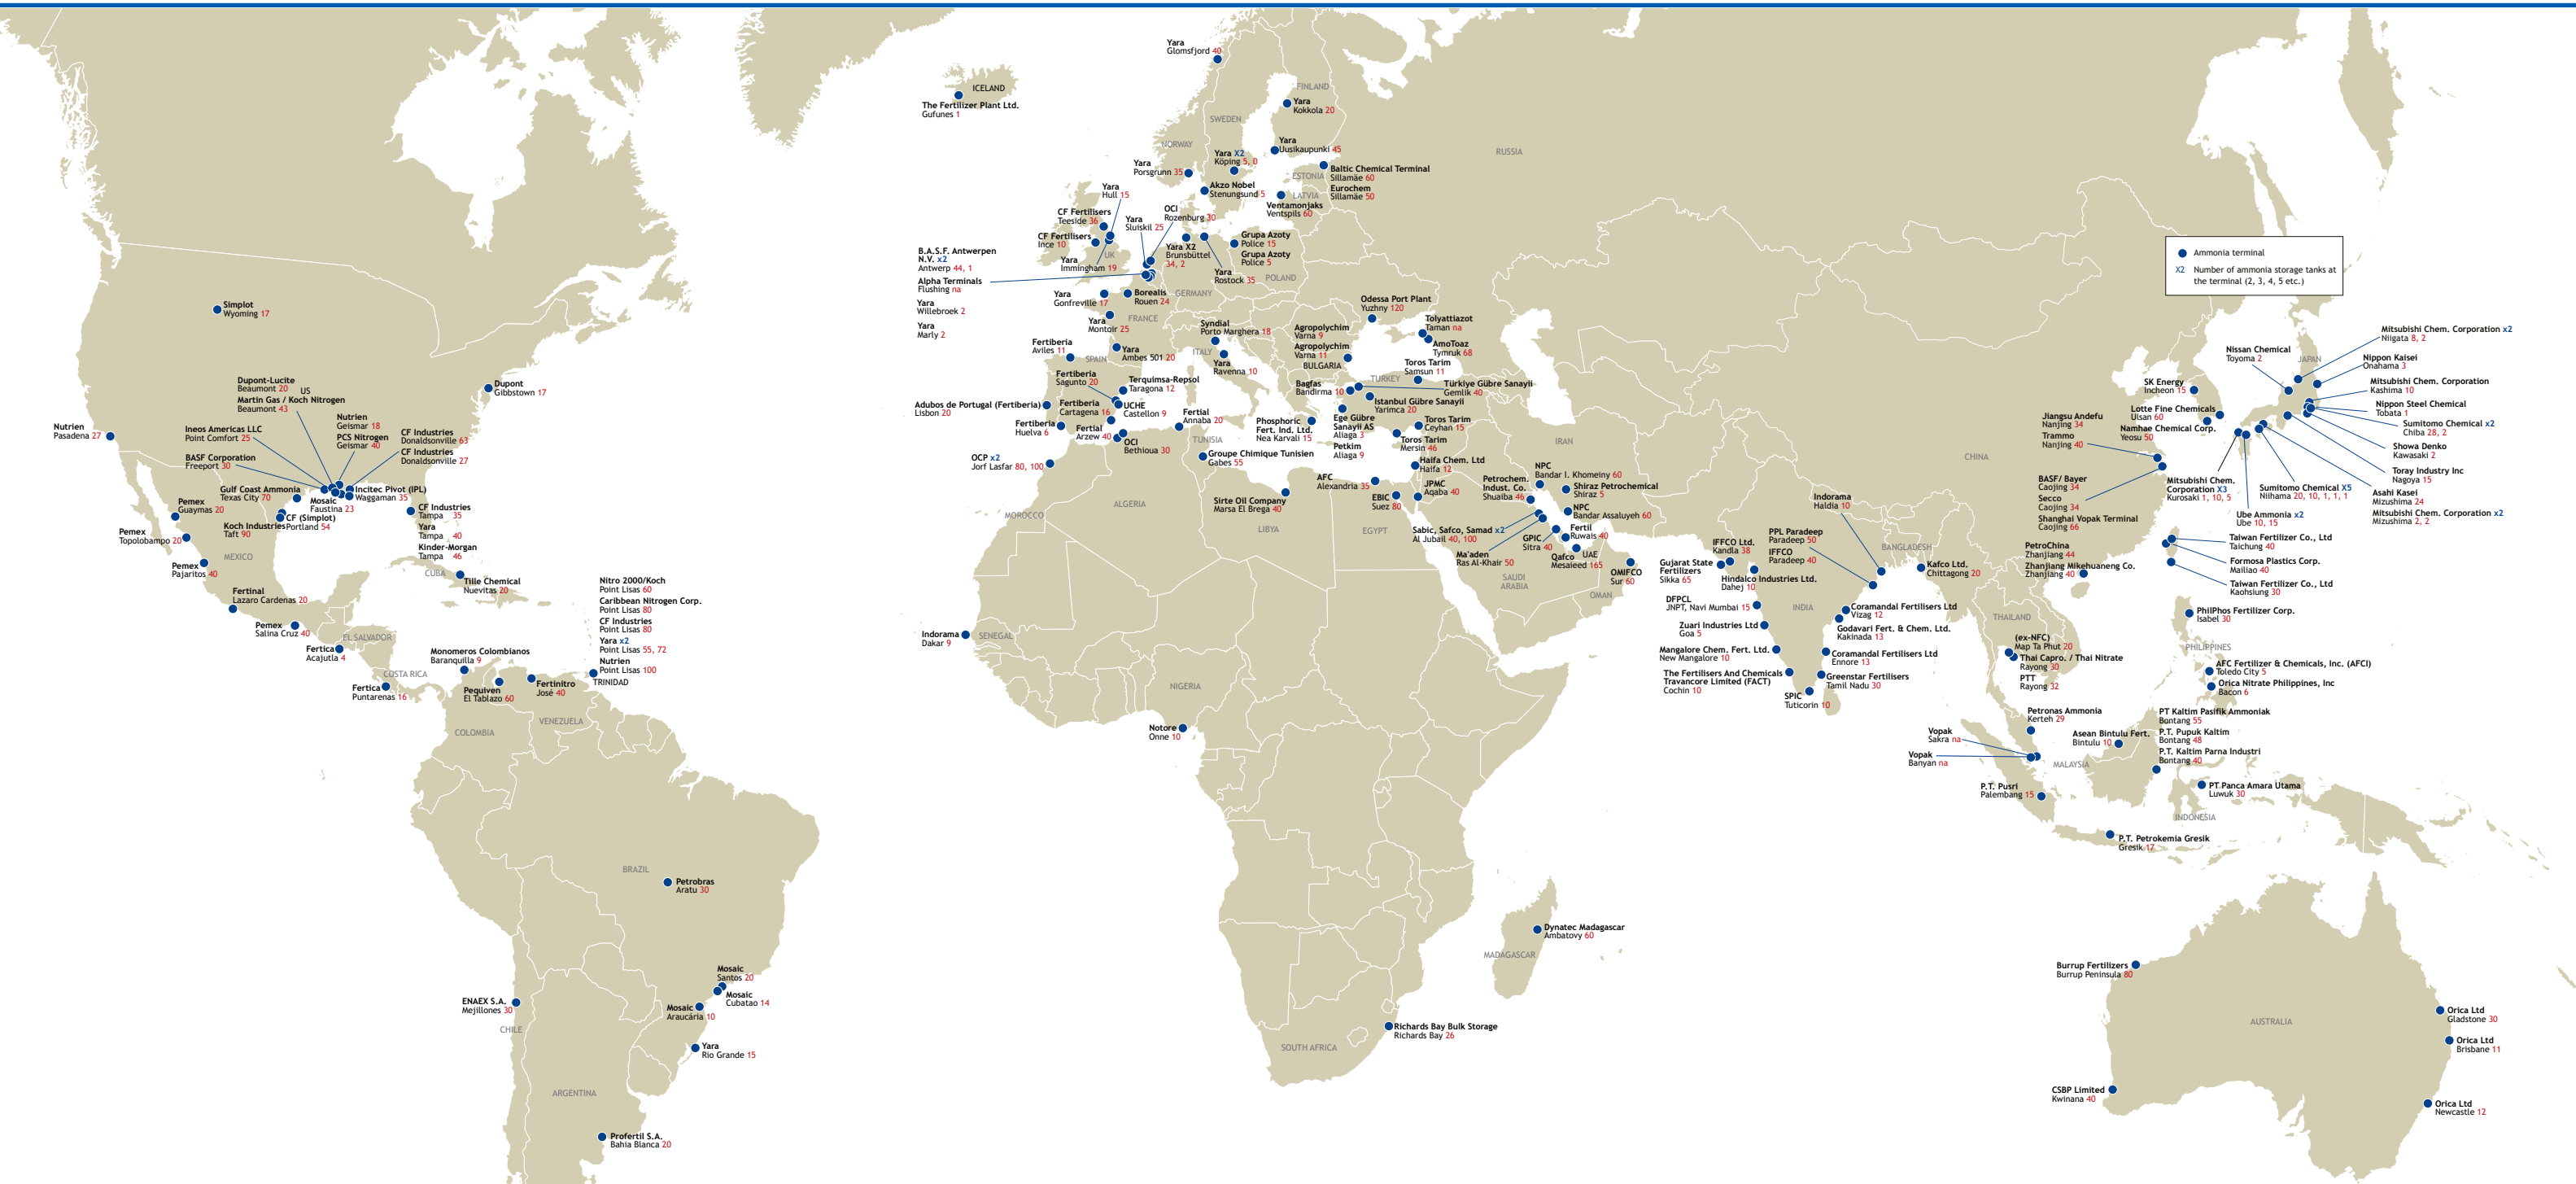 Yara
Glomsfjord 40
ICELAND
The Fertilizer Plant Ltd.
Gufunes 1
FINLAND
Yara
Kokkola 20
SWEDEN
NORWAY
RUSSIA
Yara
Uusikaupunki 45
Yara X2
Köping 5, 0
Yara
Porsgrunn 35
Baltic Chemical Terminal
Sillamäe 60
ESTONIA
Eurochem
Sillamäe 50
Akzo Nobel
Stenungsund 5
LATVIA
Ventamonjaks
Ventspils 60
Yara
Hull 15
CF Fertilisers
Teeside 36
Yara
Sluiskil 25
OCI
Rozenburg 30
CF Fertilisers
Ince 10
UK
Yara
Immingham 19
Yara X2
Brunsbüttel
34, 2
Grupa Azoty
Police 15
Grupa Azoty
Police 5
Yara
Rostock 35
POLAND
B.A.S.F. Antwerpen
N.V. x2
Antwerp 44, 1
Alpha Terminals
Flushing na
Yara
Willebroek 2
Yara
Marly 2
Yara
Gonfreville 17
Borealis
Rouen 24
GERMANY
Yara
Montoir 25
FRANCE
Fertiberia
Aviles 11
SPAIN
Yara
Ambes 501 20
Syndial
Porto Marghera 18
ITALY
Yara
Ravenna 10
Agropolychim
Varna 9
Agropolychim
Varna 11
BULGARIA
Odessa Port Plant
Yuzhny 120
Tolyattiazot
Taman na
AmoToaz
Tymruk 68
Toros Tarim
Samsun 11
TURKEY
Bagfas
Bandirma 10
Türkiye Gübre Sanayii
Gemlik 40
Istanbul Gübre Sanayii
Yarimca 20
Ege Gübre
Sanayii AS
Aliaga 3
Petkim
Aliaga 9
Toros Tarim
Ceyhan 15
Toros Tarim
Mersin 46
Phosphoric
Fert. Ind. Ltd.
Nea Karvali 15
Fertiberia
Sagunto 20
Terquimsa-Repsol
Taragona 12
Adubos de Portugal (Fertiberia)
Lisbon 20
Fertiberia
Cartagena 16
UCHE
Castellon 9
Fertiberia
Huelva 6
Fertial
Arzew 40
OCI
Bethioua 30
Fertial
Annaba 20
TUNISIA
Groupe Chimique Tunisien
Gabes 55
OCP x2
Jorf Lasfar 80, 100
MOROCCO
ALGERIA
Sirte Oil Company
Marsa El Brega 40
LIBYA
EGYPT
AFC
Alexandria 35
EBIC
Suez 80
Haifa Chem. Ltd
Haifa 12
JPMC
Aqaba 40
IRAN
NPC
Bandar I. Khomeiny 60
Petrochem.
Indust. Co.
Shuaiba 46
Shiraz Petrochemical
Shiraz 5
NPC
Bandar Assaluyeh 60
Sabic, Safco, Samad x2
Al Jubail 40, 100
Ma'aden
Ras Al-Khair 50
GPIC
Sitra 40
Fertil
Ruwais 40
UAE
Qafco
Mesaieed 165
SAUDI
ARABIA
OMIFCO
Sur 60
OMAN
Simplot
Wyoming 17
Dupont
Gibbstown 17
Nutrien
Pasadena 27
Dupont-Lucite
Beaumont 20
US
Martin Gas / Koch Nitrogen
Beaumont 43
Nutrien
Geismar 18
PCS Nitrogen
Geismar 40
Ineos Americas LLC
Point Comfort 25
CF Industries
Donaldsonville 63
CF Industries
Donaldsonville 27
BASF Corporation
Freeport 30
Gulf Coast Ammonia
Texas City 70
Mosaic
Faustina 23
Incitec Pivot (IPL)
Waggaman 35
CF (Simplot)
Portland 54
Koch Industries
Taft 90
CF Industries
Tampa 35
Yara
Tampa 40
Kinder-Morgan
Tampa 46
Pemex
Guaymas 20
Pemex
Topolobampo 20
MEXICO
Pemex
Pajaritos 40
Fertinal
Lazaro Cardenas 20
Pemex
Salina Cruz 40
EL SALVADOR
Fertica
Acajutla 4
COSTA RICA
Fertica
Puntarenas 16
CUBA
Tille Chemical
Nuevitas 20
Nitro 2000/Koch
Point Lisas 60
Caribbean Nitrogen Corp.
Point Lisas 80
CF Industries
Point Lisas 80
Yara x2
Point Lisas 55, 72
Nutrien
Point Lisas 100
TRINIDAD
Monomeros Colombianos
Baranquilla 9
Pequiven
El Tablazo 60
Fertinitro
José 40
VENEZUELA
COLOMBIA
BRAZIL
Petrobras
Aratu 30
Mosaic
Santos 20
Mosaic
Cubatao 14
Mosaic
Araucária 10
Yara
Rio Grande 15
ENAEX S.A.
Mejillones 30
CHILE
ARGENTINA
Profertil S.A.
Bahia Blanca 20
Indorama
Dakar 9
SENEGAL
NIGERIA
Notore
Onne 10
Dynatec Madagascar
Ambatovy 60
MADAGASCAR
Richards Bay Bulk Storage
Richards Bay 26
SOUTH AFRICA
Indorama
Haldia 10
PPL Paradeep
Paradeep 50
IFFCO
Paradeep 40
BANGLADESH
Kafco Ltd.
Chittagong 20
IFFCO Ltd.
Kandla 38
Gujarat State
Fertilizers
Sikka 65
Hindalco Industries Ltd.
Dahej 10
DFPCL
JNPT, Navi Mumbai 15
INDIA
Zuari Industries Ltd
Goa 5
Mangalore Chem. Fert. Ltd.
New Mangalore 10
The Fertilisers And Chemicals
Travancore Limited (FACT)
Cochin 10
SPIC
Tuticorin 10
Coramandal Fertilisers Ltd
Vizag 12
Godavari Fert. & Chem. Ltd.
Kakinada 13
Coramandal Fertilisers Ltd
Ennore 13
Greenstar Fertilisers
Tamil Nadu 30
Ammonia terminal
X2 Number of ammonia storage tanks at
the terminal (2, 3, 4, 5 etc.)
Mitsubishi Chem. Corporation x2
Niigata 8, 2
Nissan Chemical
Toyoma 2
JAPAN
Nippon Kaisei
Onahama 3
Mitsubishi Chem. Corporation
Kashima 10
Nippon Steel Chemical
Tobata 1
Sumitomo Chemical x2
Chiba 28, 2
Showa Denko
Kawasaki 2
Toray Industry Inc
Nagoya 15
Asahi Kasei
Mizushima 24
Mitsubishi Chem. Corporation x2
Mizushima 2, 2
SK Energy
Incheon 15
Lotte Fine Chemicals
Ulsan 60
Namhae Chemical Corp.
Yeosu 50
Jiangsu Andefu
Nanjing 34
Trammo
Nanjing 40
CHINA
BASF/ Bayer
Caojing 34
Secco
Caojing 34
Shanghai Vopak Terminal
Caojing 66
Mitsubishi Chem.
Corporation X3
Kurosaki 1, 10, 5
Sumitomo Chemical X5
Niihama 20, 10, 1, 1, 1
Ube Ammonia x2
Ube 10, 15
Taiwan Fertilizer Co., Ltd
Taichung 40
Formosa Plastics Corp.
Mailiao 40
Taiwan Fertilizer Co., Ltd
Kaohsiung 30
PetroChina
Zhanjiang 44
Zhanjiang Mikehuaneng Co.
Zhanjiang 40
THAILAND
(ex-NFC)
Map Ta Phut 20
Thai Capro. / Thai Nitrate
Rayong 30
PTT
Rayong 32
PhilPhos Fertilizer Corp.
Isabel 30
PHILIPPINES
AFC Fertilizer & Chemicals, Inc. (AFCI)
Toledo City 5
Orica Nitrate Philippines, Inc
Bacon 6
Petronas Ammonia
Kerteh 29
Vopak
Sakra na
Vopak
Banyan na
Asean Bintulu Fert.
Bintulu 10
MALAYSIA
PT Kaltim Pasifik Ammoniak
Bontang 55
P.T. Pupuk Kaltim
Bontang 48
P.T. Kaltim Parna Industri
Bontang 40
P.T. Pusri
Palembang 15
PT Panca Amara Utama
Luwuk 30
INDONESIA
P.T. Petrokemia Gresik
Gresik 17
Burrup Fertilizers
Burrup Peninsula 80
AUSTRALIA
Orica Ltd
Gladstone 30
Orica Ltd
Brisbane 11
CSBP Limited
Kwinana 40
Orica Ltd
Newcastle 12